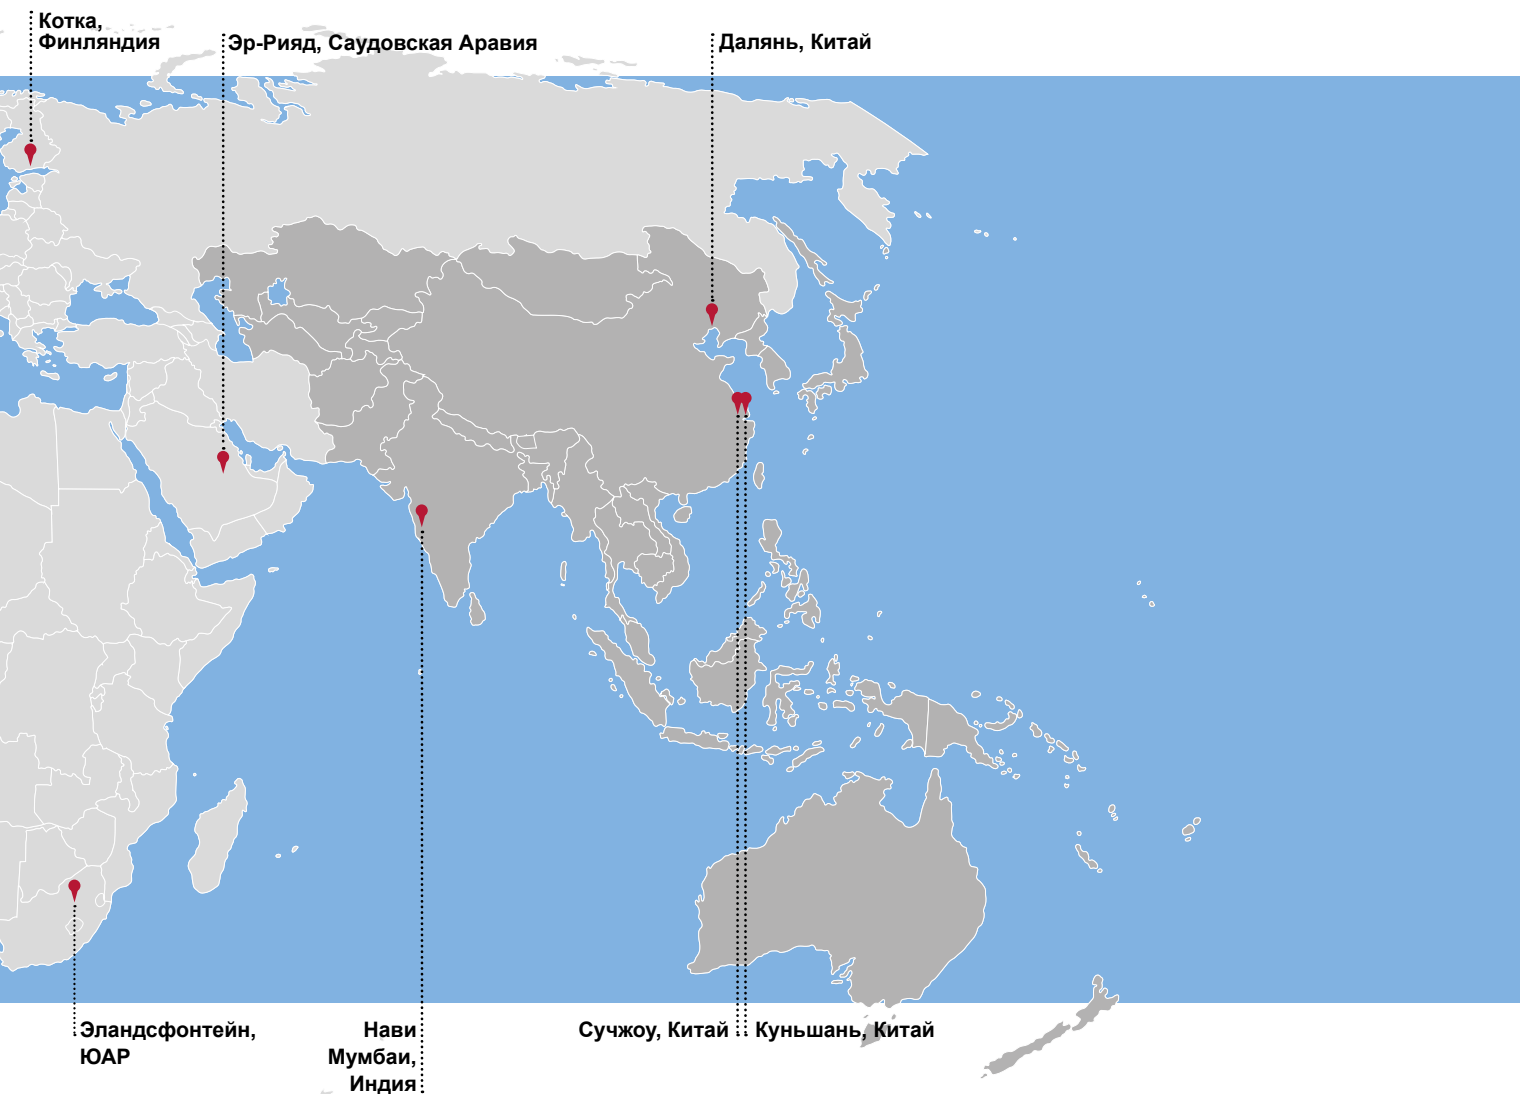 Котка,
Финляндия
Эр-Рияд, Саудовская Аравия
Далянь, Китай
Эландсфонтейн,
ЮАР
Нави
Мумбаи,
Индия
Сучжоу, Китай
Куньшань, Китай